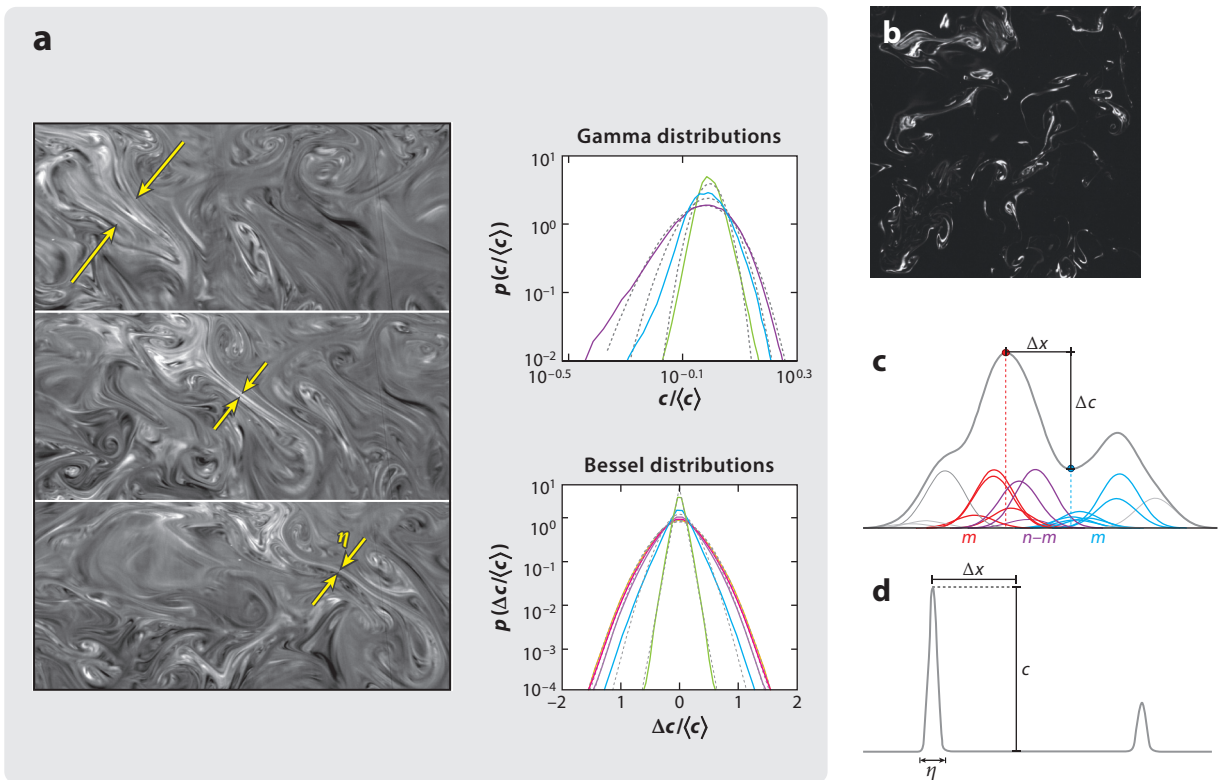 a
η
Gamma distributions
10^1
10^0
10^−1
10^−2
p(c/⟨c⟩)
10^−0.5
10^−0.1
10^0.3
c/⟨c⟩
Bessel distributions
10^1
10^0
10^−1
10^−2
10^−3
10^−4
p(Δc/⟨c⟩)
−2
1
0
1
2
Δc/⟨c⟩
b
c
Δx
Δc
m
n–m
m
d
Δx
c
η